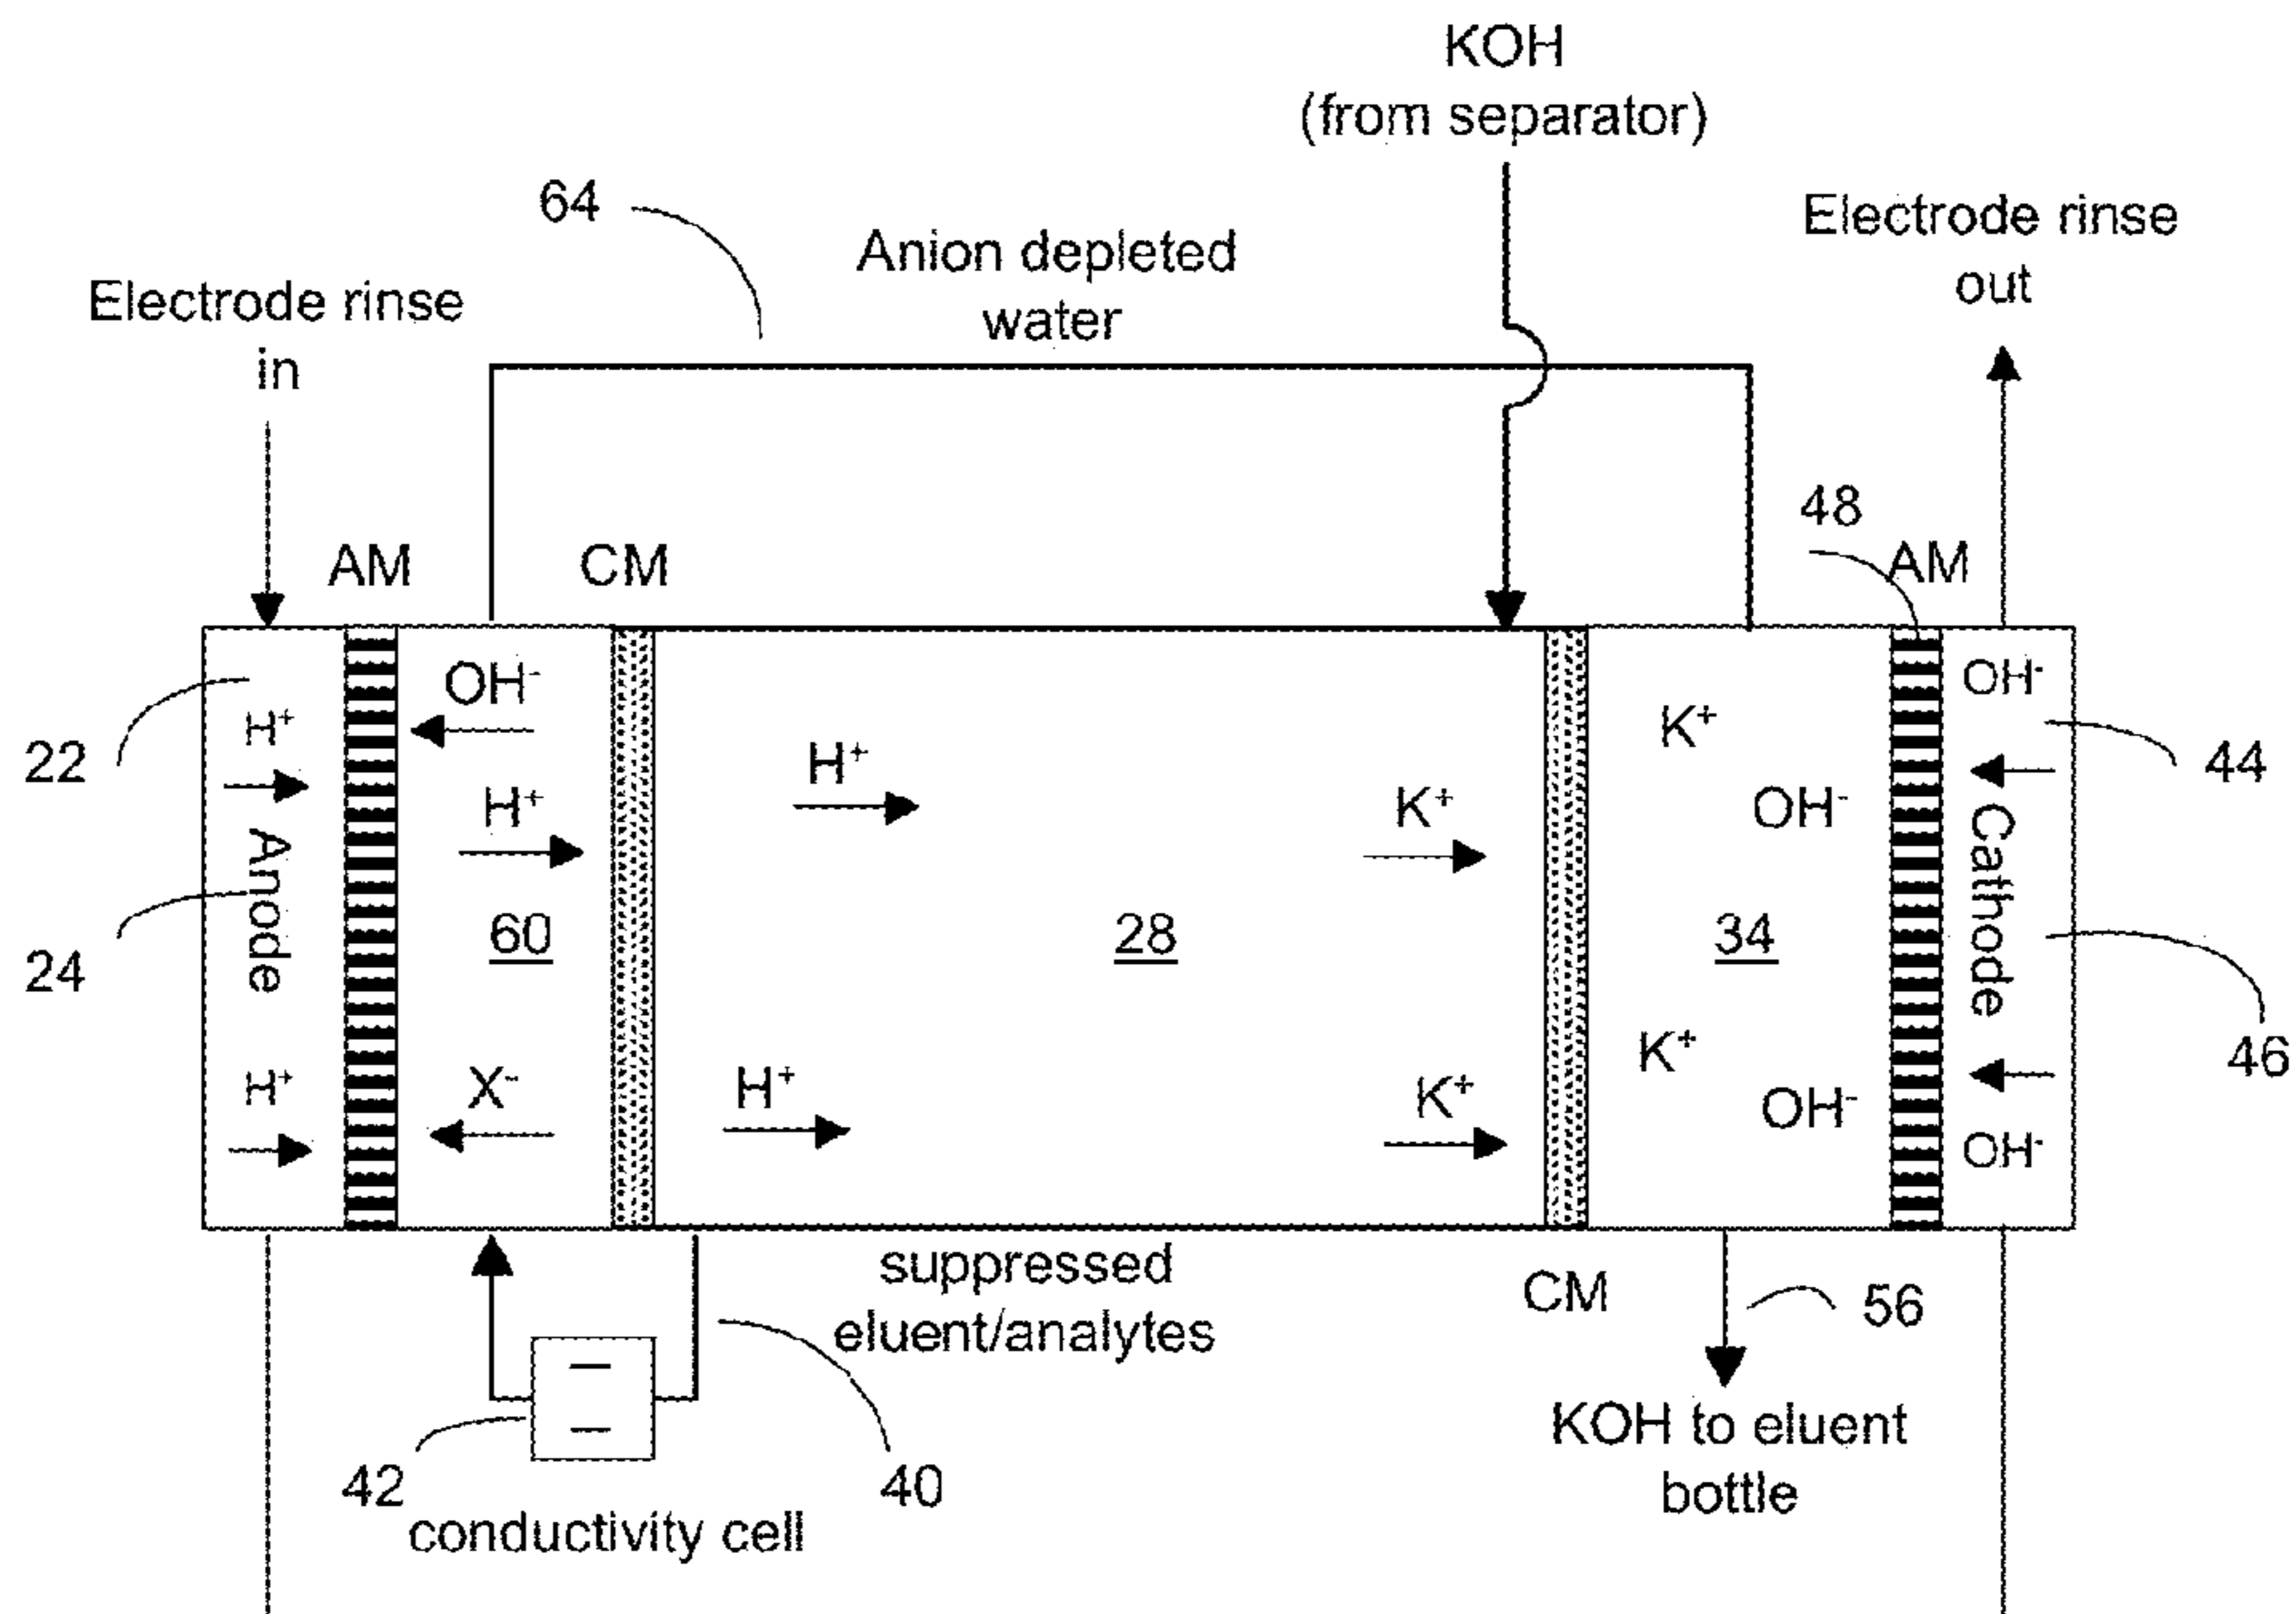 KOH
(from separator)
64
Anion depleted
water
Electrode rinse
out
Electrode rinse
in
48
AM
CM
AM
OH⁻
H⁺
22
H⁺
H⁺
K⁺
K⁺
OH⁻
OH⁻
44
Anode
24
60
28
34
Cathode
46
H⁺
X⁻
H⁺
K⁺
K⁺
OH⁻
OH⁻
suppressed
eluent/analytes
CM
56
42
40
conductivity cell
KOH to eluent
bottle